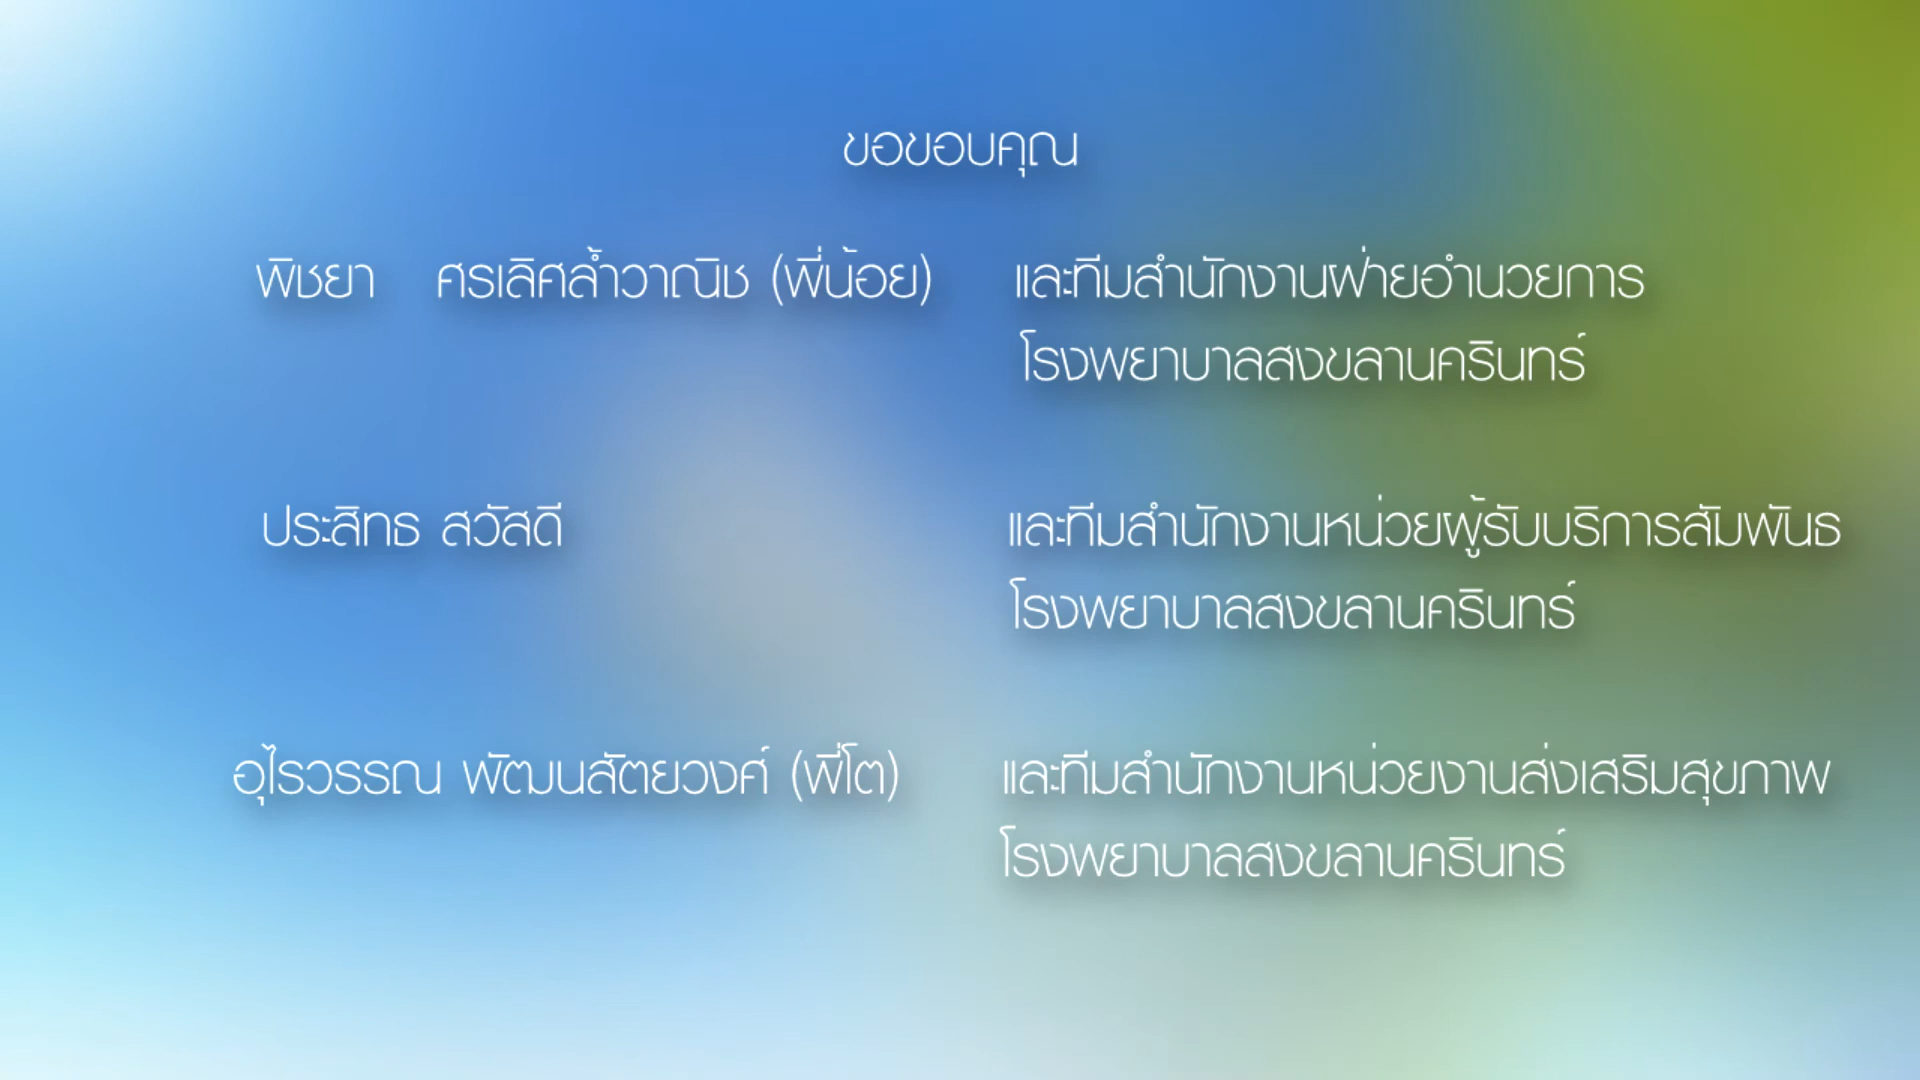 ขอขอบคุณ
พิชยา ศรเลิศล้ำวาณิช (พี่น้อย) และทีมสำนักงานฝ่ายอำนวยการ
โรงพยาบาลสงขลานครินทร์
ประสิทธ สวัสดี และทีมสำนักงานหน่วยผู้รับบริการสัมพันธ
โรงพยาบาลสงขลานครินทร์
อุไรวรรณ พัฒนสัตยวงศ์ (พี่โต) และทีมสำนักงานหน่วยงานส่งเสริมสุขภาพ
โรงพยาบาลสงขลานครินทร์